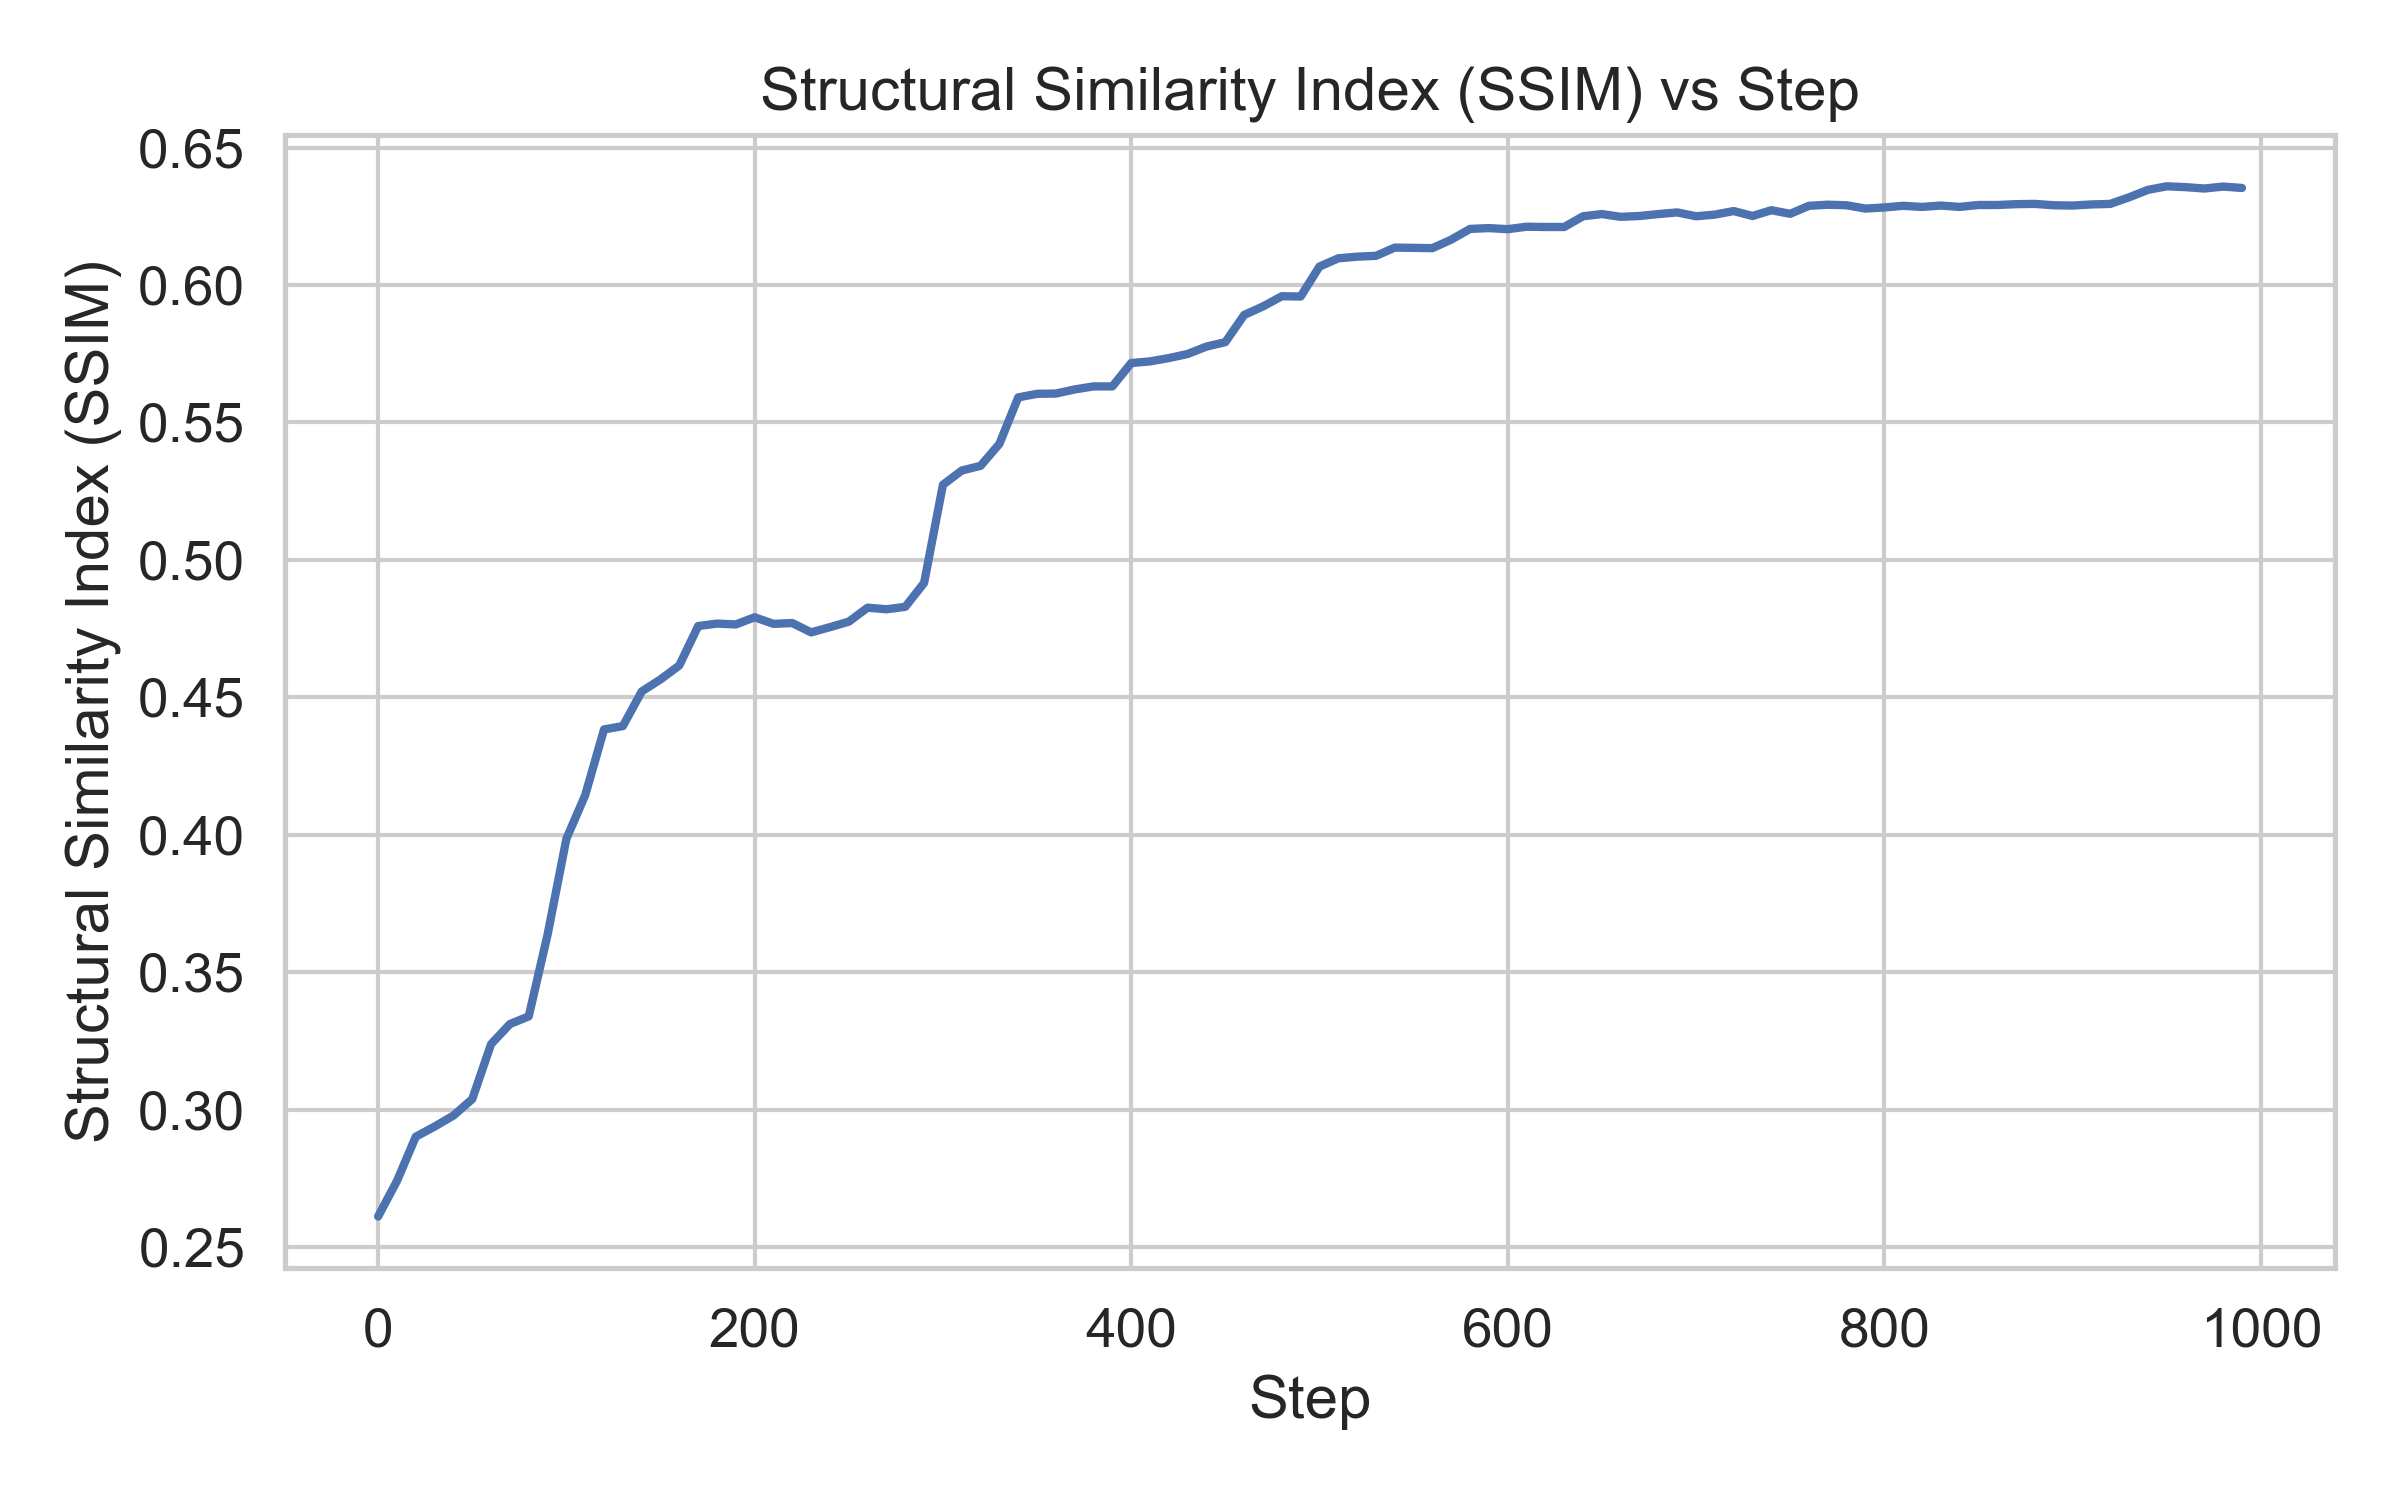 Structural Similarity Index (SSIM) vs Step
Structural Similarity Index (SSIM)
0.65
0.60
0.55
0.50
0.45
0.40
0.35
0.30
0.25
0 200 400 600 800 1000
Step